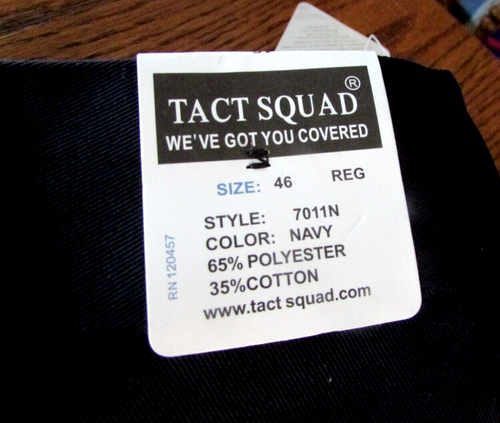 TACT SQUAD ®
WE'VE GOT YOU COVERED
SIZE: 46 REG
STYLE: 7011N
COLOR: NAVY
65% POLYESTER
35%COTTON
www.tact squad.com
RN 120457